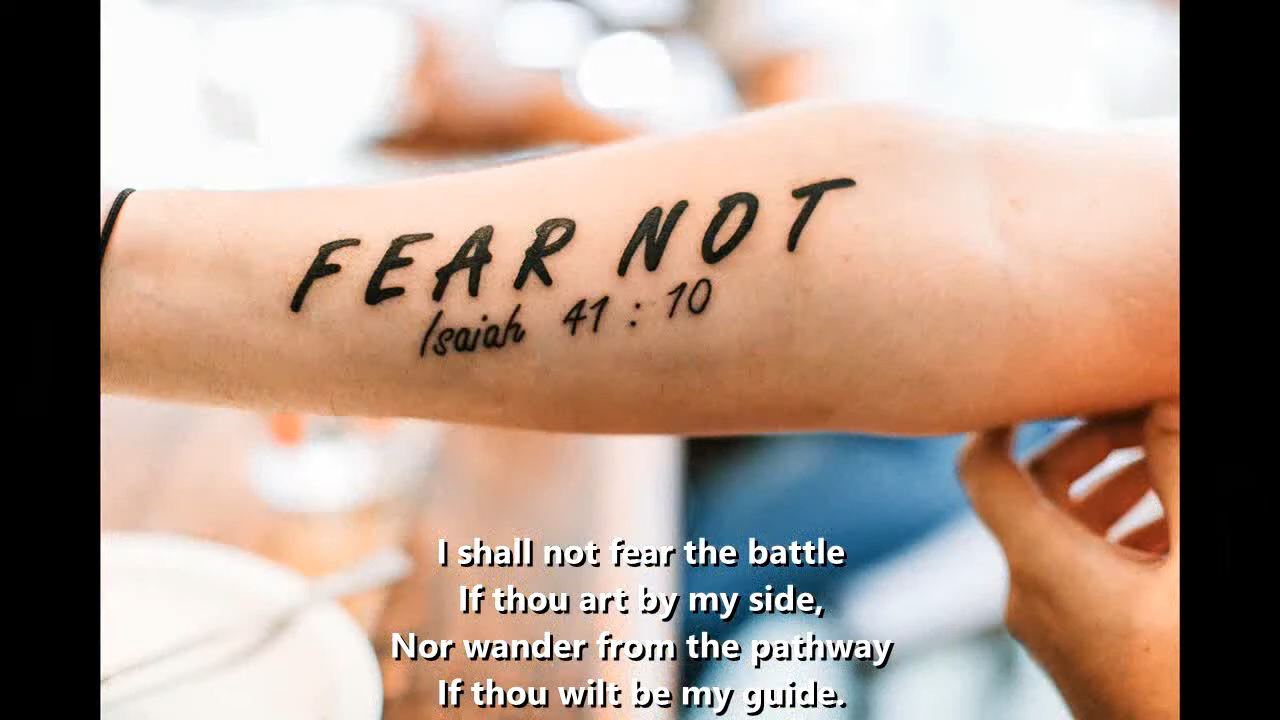 FEAR NOT
Isaiah 41 : 10
I shall not fear the battle
If thou art by my side,
Nor wander from the pathway
If thou wilt be my guide.